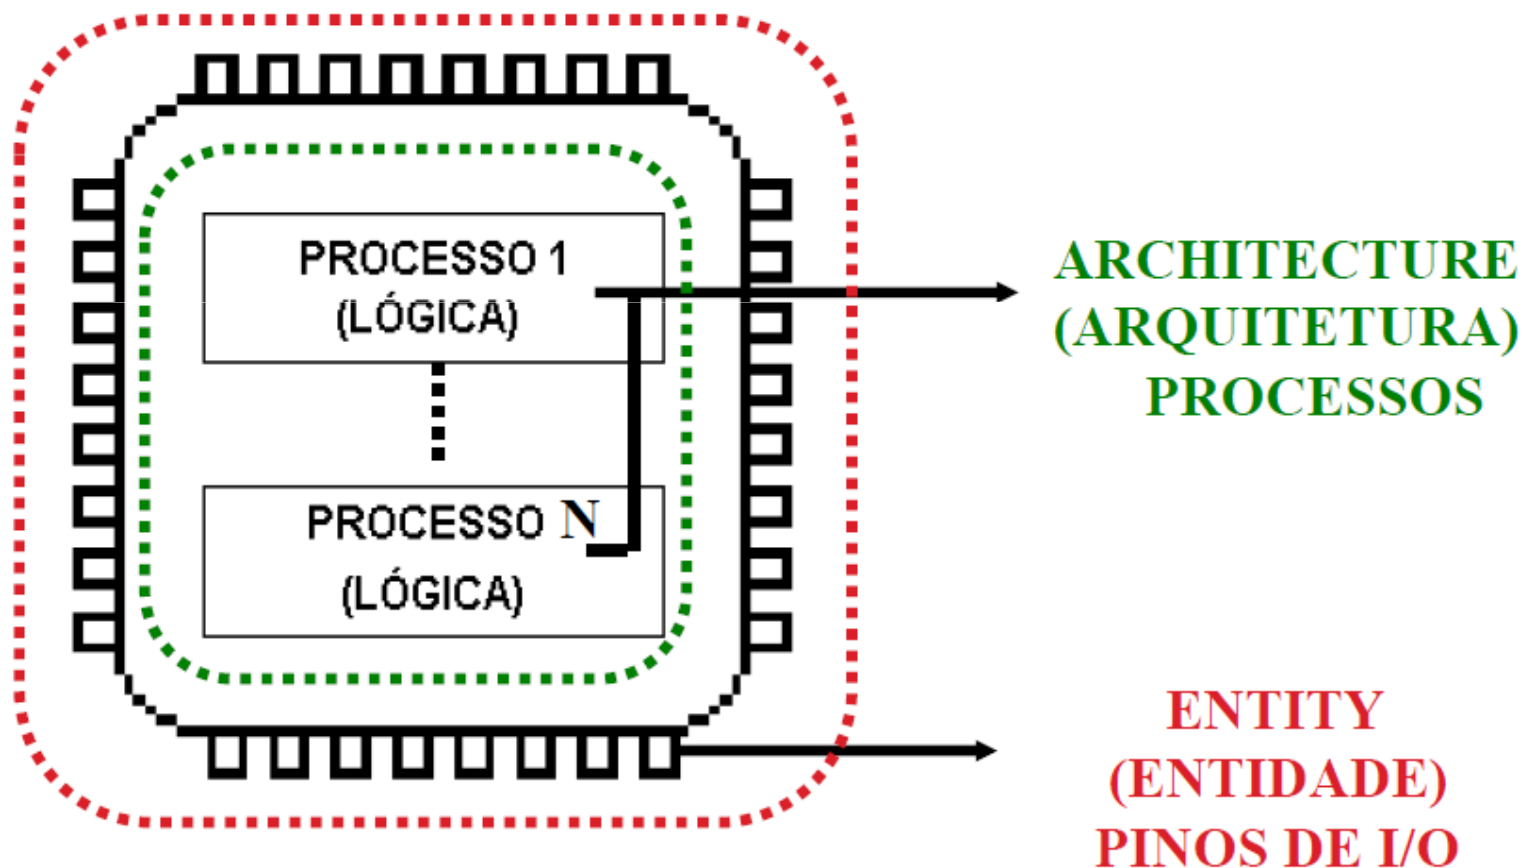 PROCESSO 1
(LÓGICA)
PROCESSO N
(LÓGICA)
ARCHITECTURE
(ARQUITETURA)
PROCESSOS
ENTITY
(ENTIDADE)
PINOS DE I/O